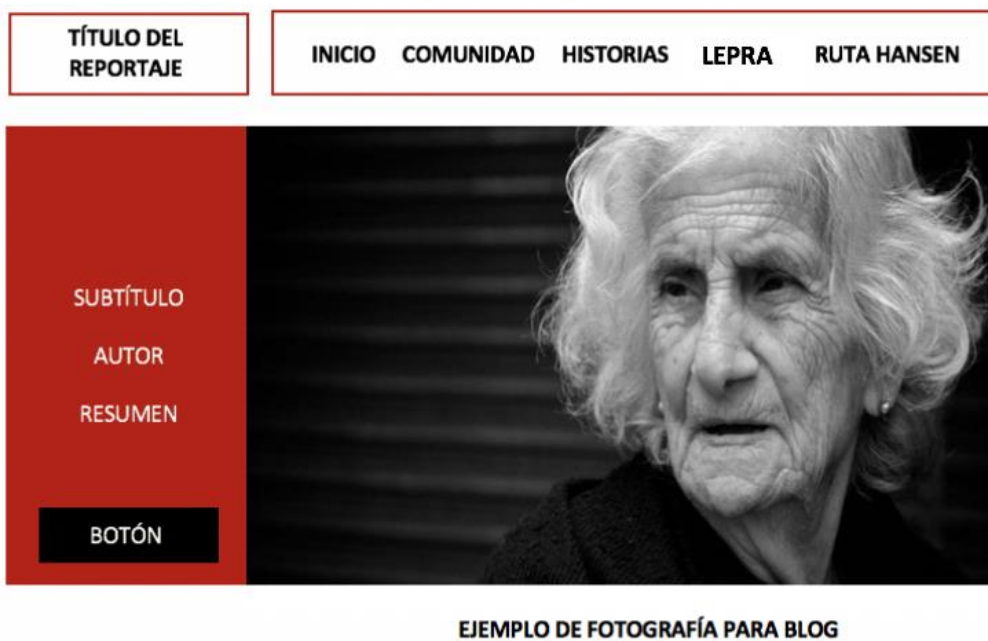 TÍTULO DEL
REPORTAJE
INICIO COMUNIDAD HISTORIAS LEPRA RUTA HANSEN
SUBTÍTULO
AUTOR
RESUMEN
BOTÓN
EJEMPLO DE FOTOGRAFÍA PARA BLOG